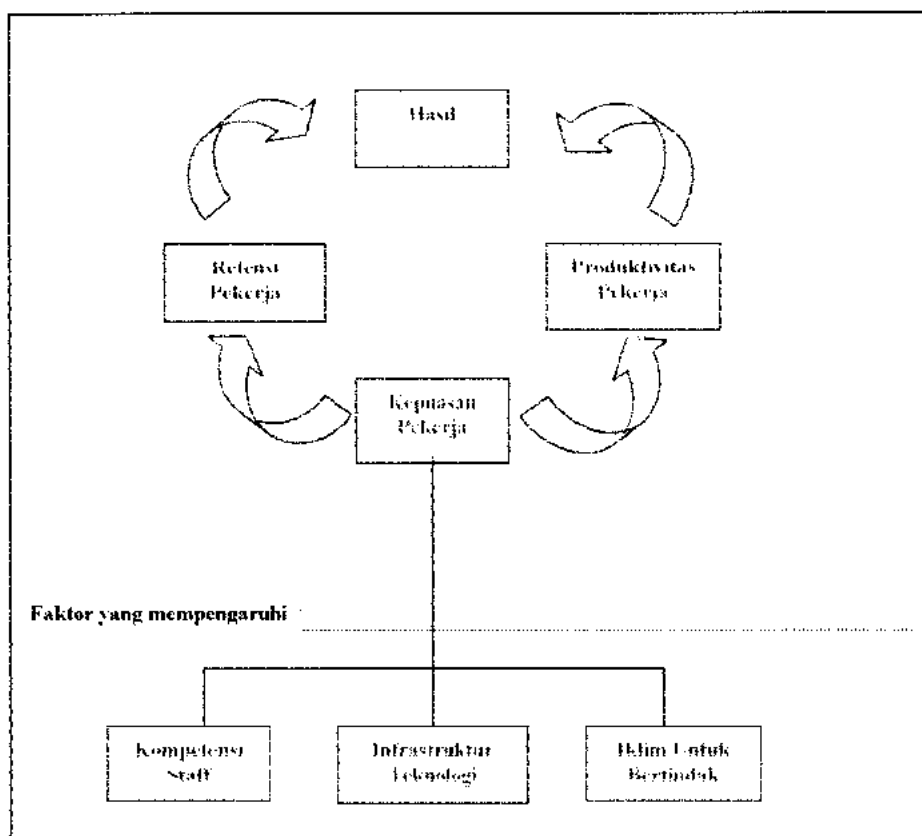 Hasil
Retensi
Pekerja
Produktivitas
Pekerja
Kepuasan
Pekerja
Faktor yang mempengaruhi
Kompetensi
Staff
Infrastruktur
Teknologi
Iklim Untuk
Bertindak